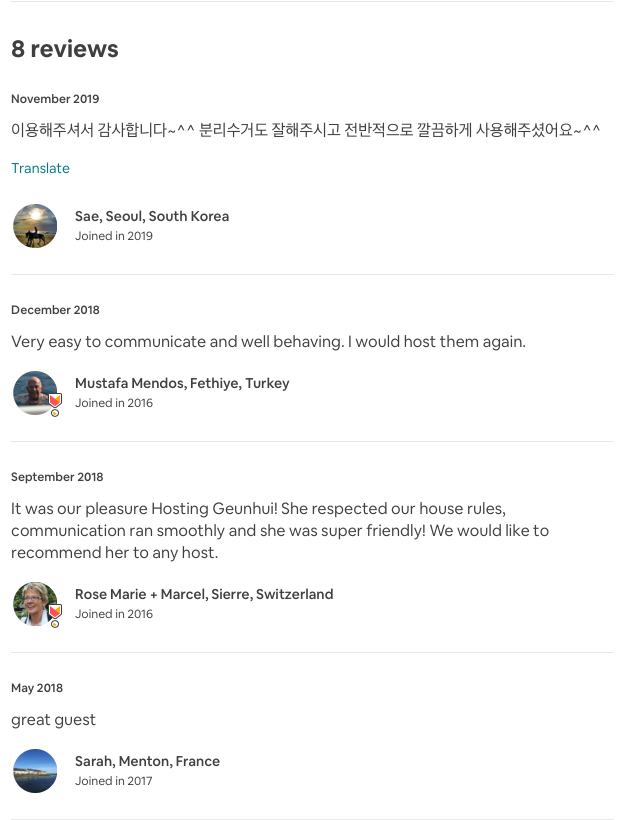 8 reviews
November 2019
이용해주셔서 감사합니다~^^ 분리수거도 잘해주시고 전반적으로 깔끔하게 사용해주셨어요~^^
Translate
Sae, Seoul, South Korea
Joined in 2019
December 2018
Very easy to communicate and well behaving. I would host them again.
Mustafa Mendos, Fethiye, Turkey
Joined in 2016
September 2018
It was our pleasure Hosting Geunhui! She respected our house rules,
communication ran smoothly and she was super friendly! We would like to
recommend her to any host.
Rose Marie + Marcel, Sierre, Switzerland
Joined in 2016
May 2018
great guest
Sarah, Menton, France
Joined in 2017